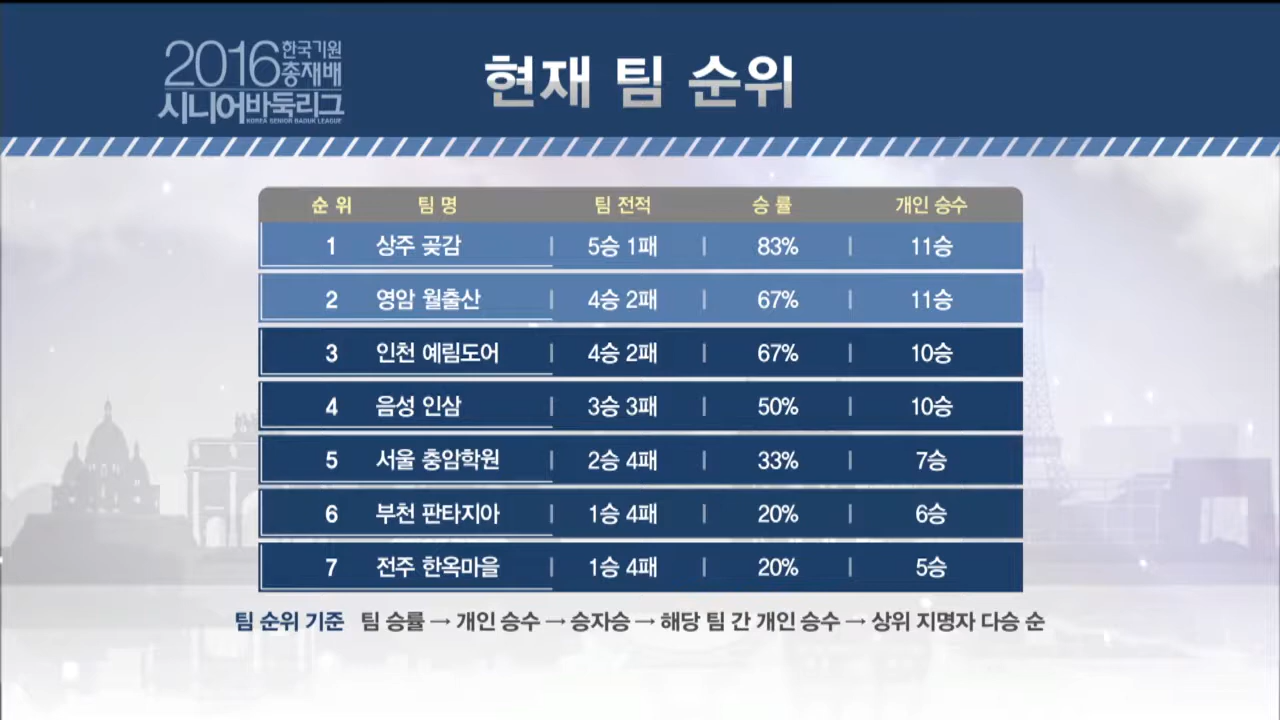 2016 한국기원 총재배
시니어바둑리그
KOREA SENIOR BADUK LEAGUE
현재 팀 순위
순 위 팀 명 팀 전적 승 률 개인 승수
1 상주 곶감 5승 1패 83% 11승
2 영암 월출산 4승 2패 67% 11승
3 인천 예림도어 4승 2패 67% 10승
4 음성 인삼 3승 3패 50% 10승
5 서울 충암학원 2승 4패 33% 7승
6 부천 판타지아 1승 4패 20% 6승
7 전주 한옥마을 1승 4패 20% 5승
팀 순위 기준 팀 승률 → 개인 승수 → 승자승 → 해당 팀 간 개인 승수 → 상위 지명자 다승 순